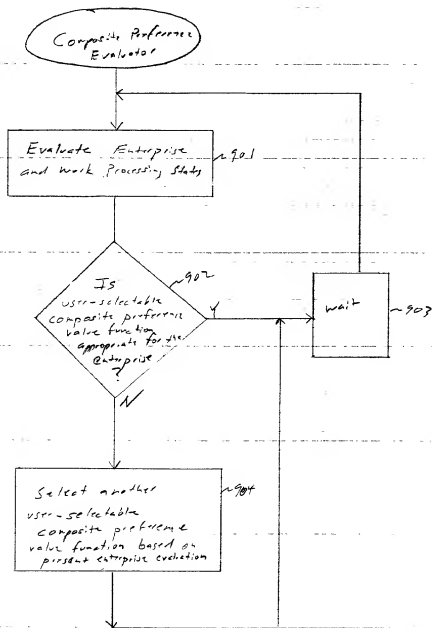 Composite Preference
Evaluator
Evaluate Enterprise
and Work Processing States
~901
Is
user-selectable
composite preference
value function
appropriate for the
enterprise
?
~902
Y
wait
~903
N
Select another
user-selectable
composite preference
value function based on
present enterprise evaluation
~904